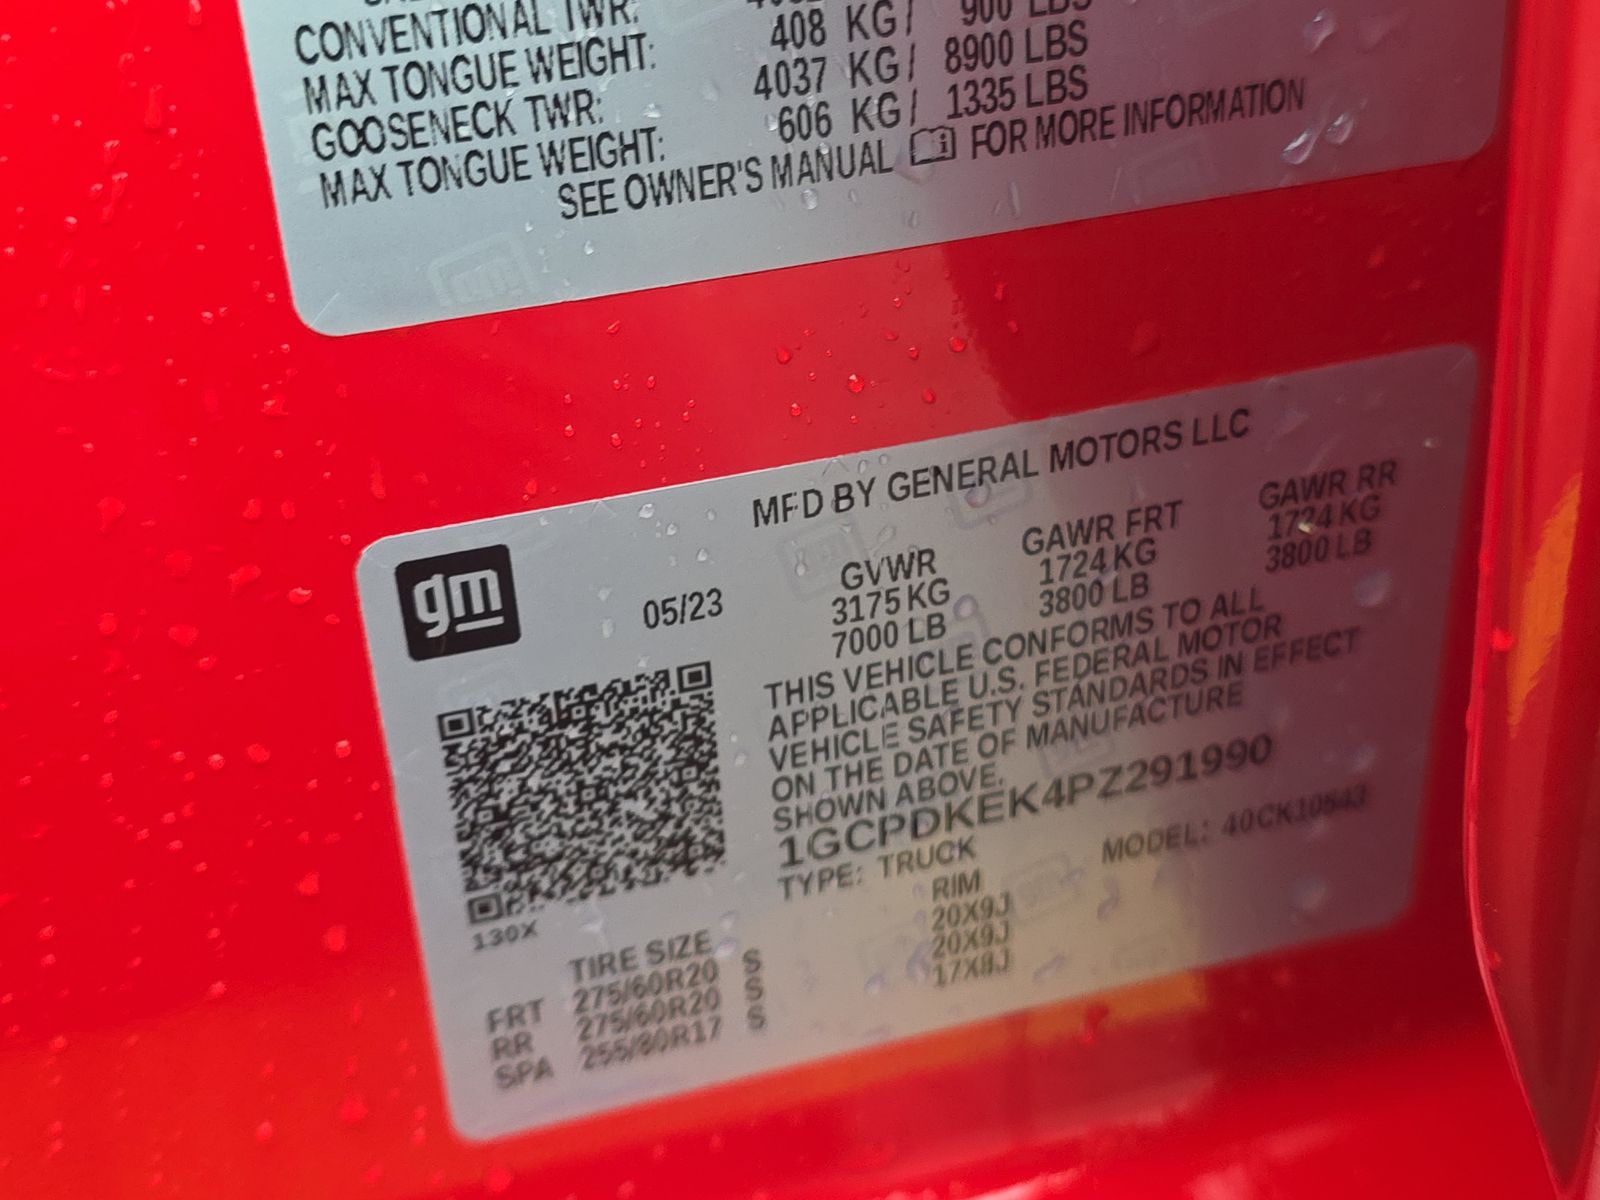 CONVENTIONAL TWR:
MAX TONGUE WEIGHT: 408 KG/ 900 LBS
GOOSENECK TWR: 4037 KG/ 8900 LBS
MAX TONGUE WEIGHT: 606 KG/ 1335 LBS
SEE OWNER'S MANUAL FOR MORE INFORMATION
MFD BY GENERAL MOTORS LLC
gm
05/23
GVWR GAWR FRT GAWR RR
3175 KG 1724 KG 1724 KG
7000 LB 3800 LB 3800 LB
THIS VEHICLE CONFORMS TO ALL
APPLICABLE U.S. FEDERAL MOTOR
VEHICLE SAFETY STANDARDS IN EFFECT
ON THE DATE OF MANUFACTURE
SHOWN ABOVE.
1GCPDKEK4PZ291990
TYPE: TRUCK MODEL: 40CK10543
130X
TIRE SIZE RIM
FRT 275/60R20 S 20X9J
RR 275/60R20 S 20X9J
SPA 255/80R17 S 17X8J